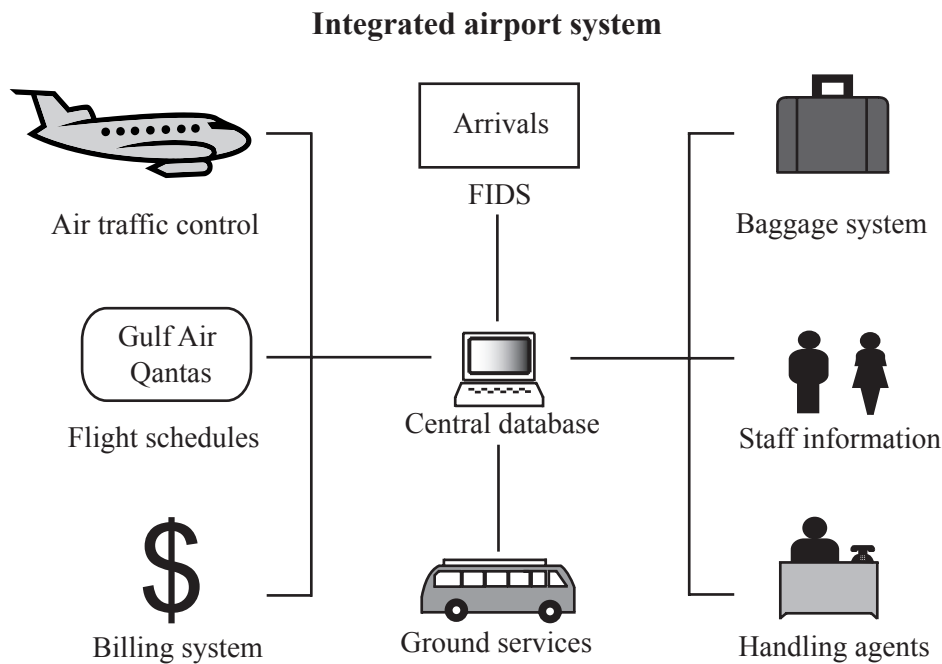 Integrated airport system
Arrivals
FIDS
Air traffic control
Baggage system
Gulf Air
Qantas
Flight schedules
Central database
Staff information
$
Billing system
Ground services
Handling agents